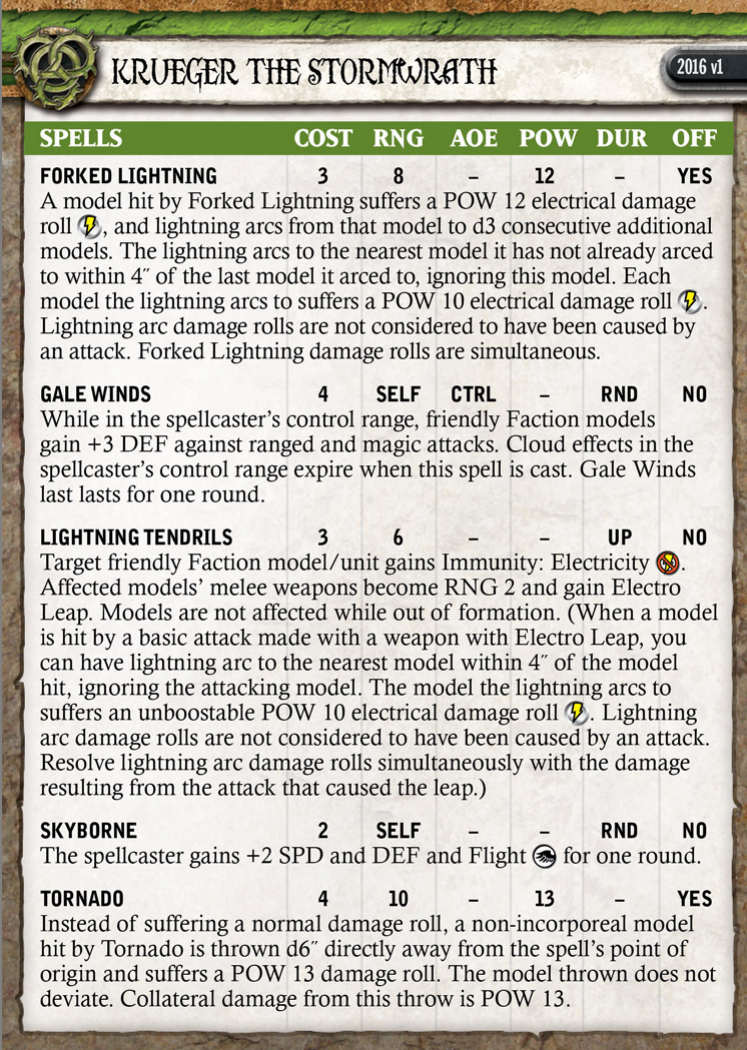 KRUEGER THE STORMWRATH
2016 v1
SPELLS COST RNG AOE POW DUR OFF
FORKED LIGHTNING 3 8 – 12 – YES
A model hit by Forked Lightning suffers a POW 12 electrical damage
roll , and lightning arcs from that model to d3 consecutive additional
models. The lightning arcs to the nearest model it has not already arced
to within 4″ of the last model it arced to, ignoring this model. Each
model the lightning arcs to suffers a POW 10 electrical damage roll .
Lightning arc damage rolls are not considered to have been caused by
an attack. Forked Lightning damage rolls are simultaneous.
GALE WINDS 4 SELF CTRL – RND NO
While in the spellcaster's control range, friendly Faction models
gain +3 DEF against ranged and magic attacks. Cloud effects in the
spellcaster's control range expire when this spell is cast. Gale Winds
last lasts for one round.
LIGHTNING TENDRILS 3 6 – – UP NO
Target friendly Faction model/unit gains Immunity: Electricity .
Affected models' melee weapons become RNG 2 and gain Electro
Leap. Models are not affected while out of formation. (When a model
is hit by a basic attack made with a weapon with Electro Leap, you
can have lightning arc to the nearest model within 4″ of the model
hit, ignoring the attacking model. The model the lightning arcs to
suffers an unboostable POW 10 electrical damage roll . Lightning
arc damage rolls are not considered to have been caused by an attack.
Resolve lightning arc damage rolls simultaneously with the damage
resulting from the attack that caused the leap.)
SKYBORNE 2 SELF – – RND NO
The spellcaster gains +2 SPD and DEF and Flight for one round.
TORNADO 4 10 – 13 – YES
Instead of suffering a normal damage roll, a non-incorporeal model
hit by Tornado is thrown d6″ directly away from the spell's point of
origin and suffers a POW 13 damage roll. The model thrown does not
deviate. Collateral damage from this throw is POW 13.